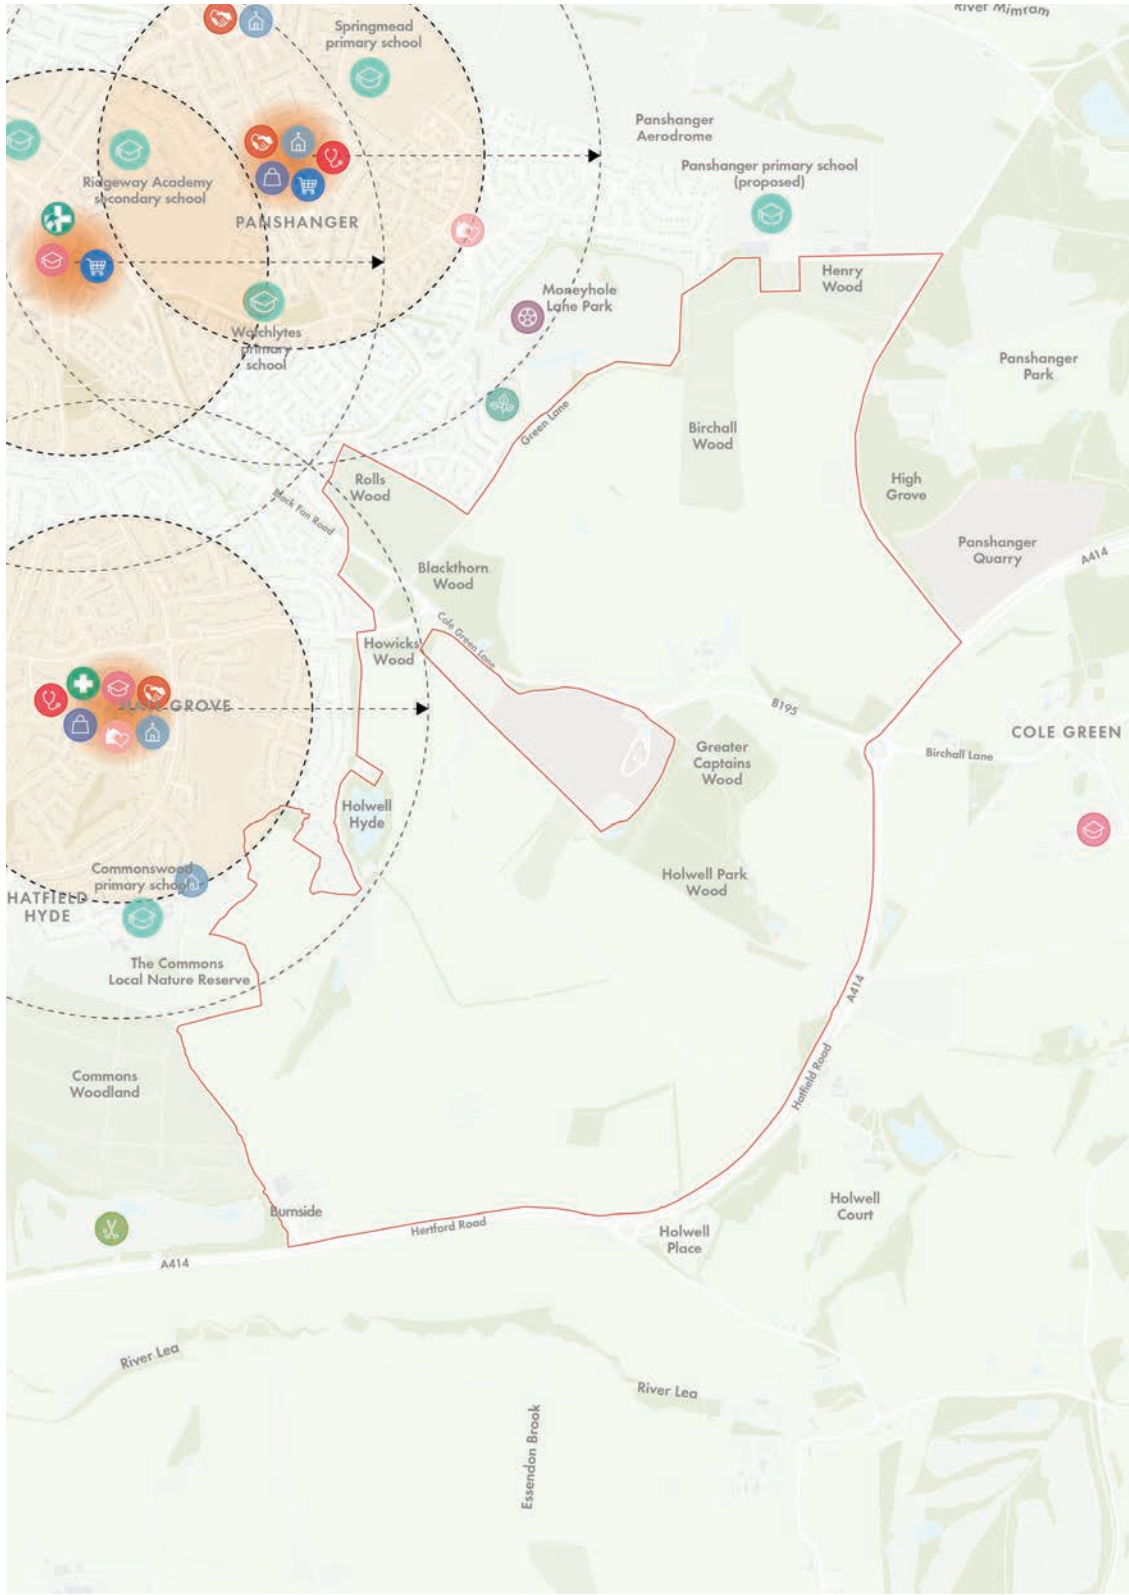 River Mimram
Springmead
primary school
Panshanger
Aerodrome
Panshanger primary school
(proposed)
Ridgeway Academy
secondary school
PANSHANGER
Henry
Wood
Moneyhole
Lane Park
Watchlytes
primary
school
Panshanger
Park
Green Lane
Birchall
Wood
Rolls
Wood
High
Grove
Black Fan Road
Panshanger
Quarry
A414
Blackthorn
Wood
Cole Green Lane
Howicks
Wood
HALL GROVE
B195
COLE GREEN
Greater
Captains
Wood
Birchall Lane
Holwell
Hyde
Commonswood
primary school
Holwell Park
Wood
HATFIELD
HYDE
The Commons
Local Nature Reserve
A414
Hatfield Road
Commons
Woodland
Burnside
Hertford Road
Holwell
Court
Holwell
Place
A414
River Lea
River Lea
Essendon Brook